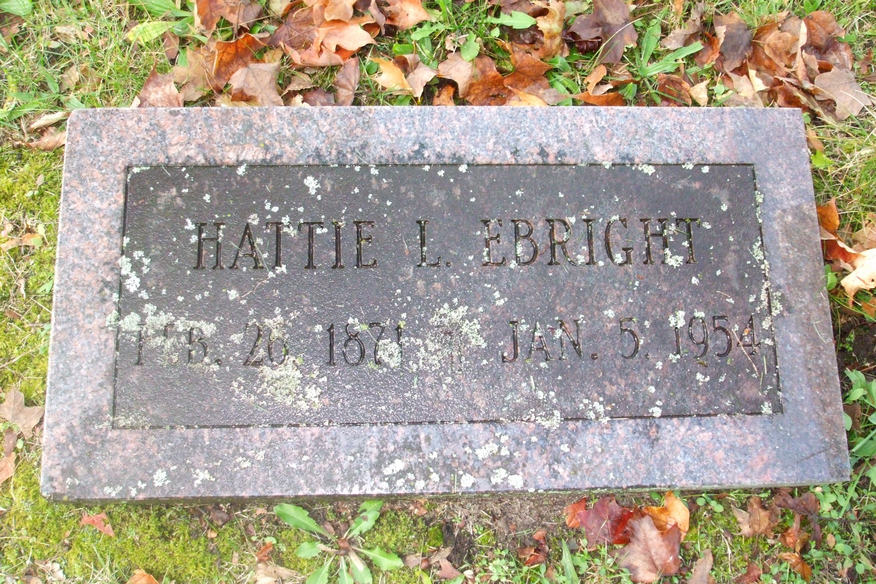 HATTIE L. EBRIGHT
FEB. 26, 1871 JAN. 5, 1954